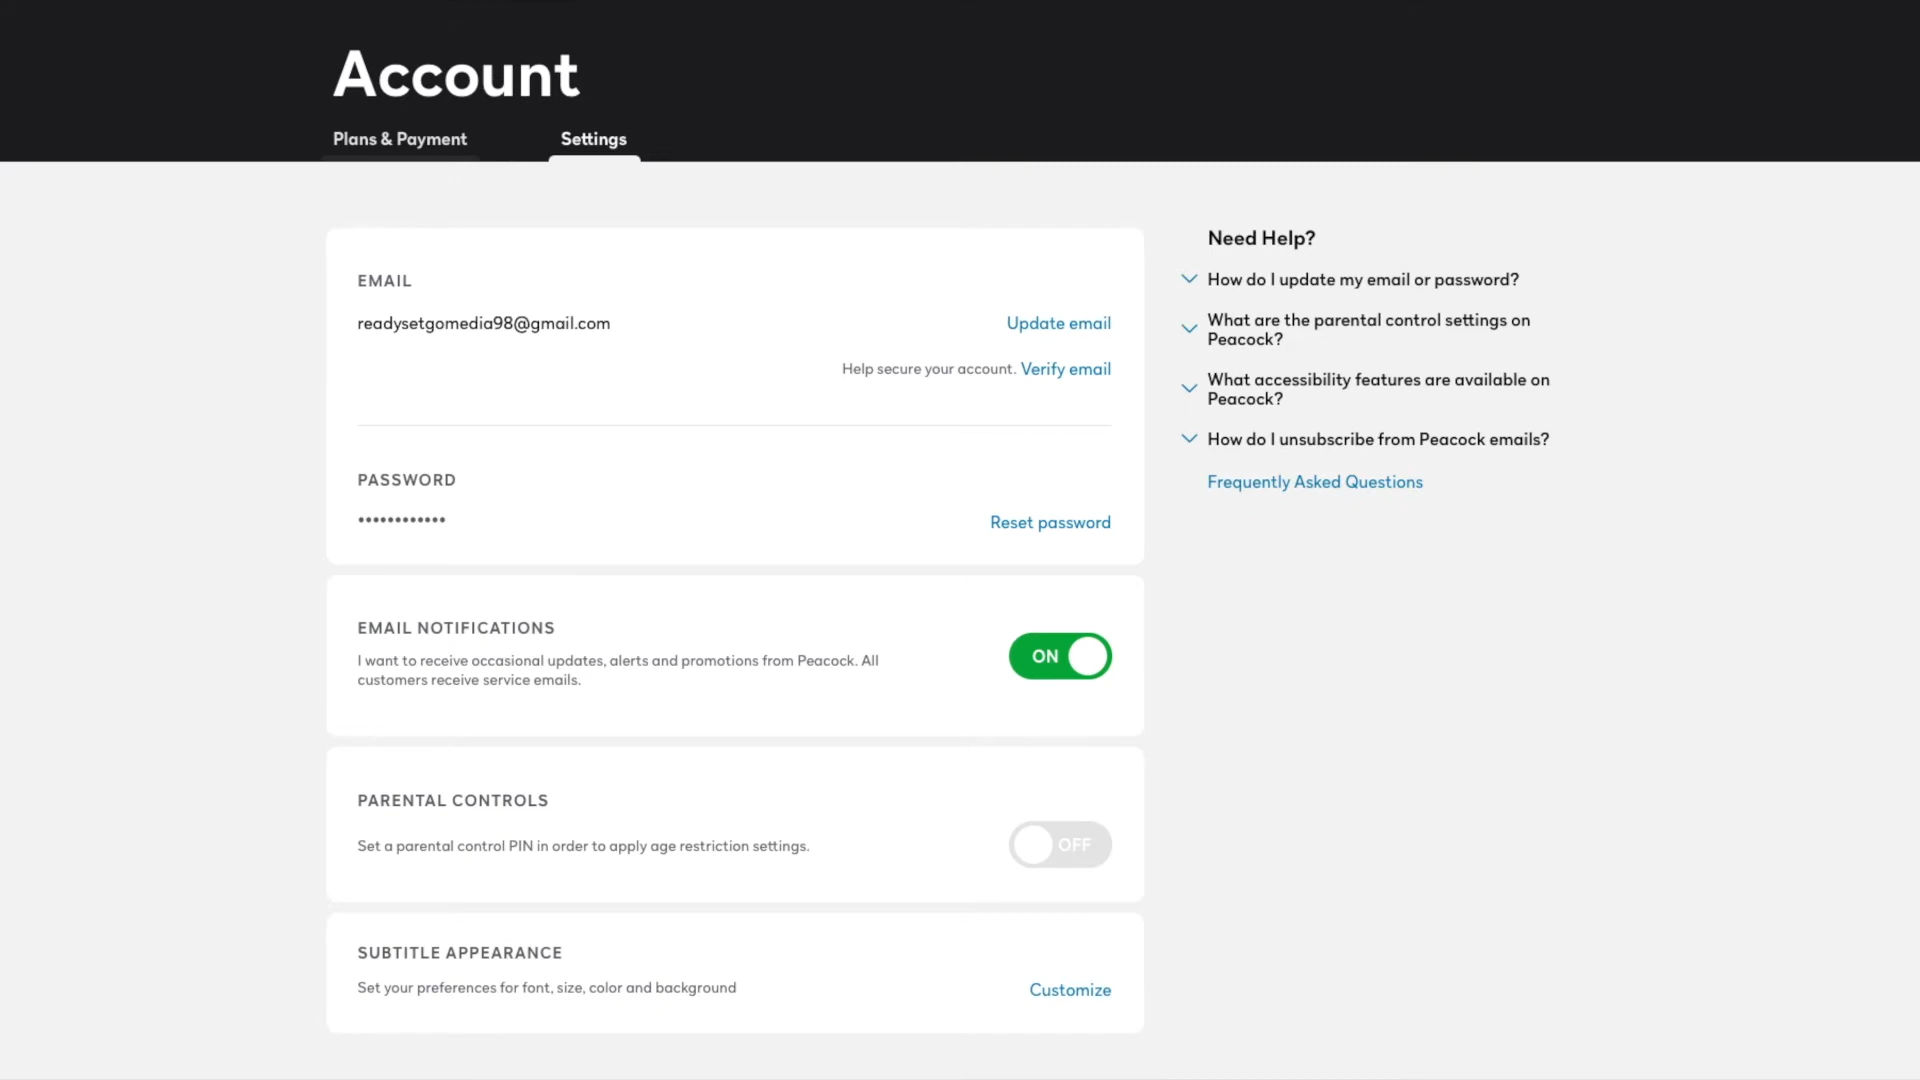 Account
Plans & Payment
Settings
EMAIL
readysetgomedia98@gmail.com
Update email
Help secure your account. Verify email
PASSWORD
••••••••••••
Reset password
EMAIL NOTIFICATIONS
I want to receive occasional updates, alerts and promotions from Peacock. All
customers receive service emails.
ON
PARENTAL CONTROLS
Set a parental control PIN in order to apply age restriction settings.
OFF
SUBTITLE APPEARANCE
Set your preferences for font, size, color and background
Customize
Need Help?
How do I update my email or password?
What are the parental control settings on
Peacock?
What accessibility features are available on
Peacock?
How do I unsubscribe from Peacock emails?
Frequently Asked Questions